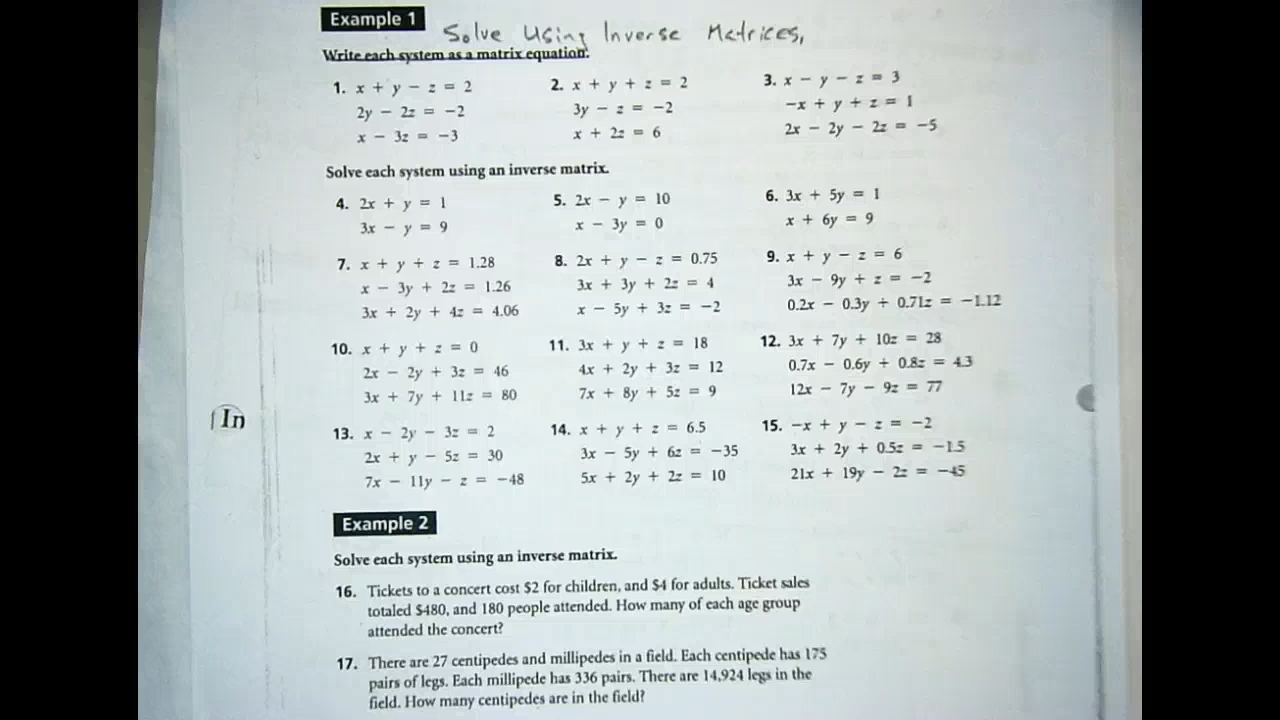 Example 1
Solve Using Inverse Matrices,
Write each system as a matrix equation.
1. x + y − z = 2
2y − 2z = −2
x − 3z = −3
2. x + y + z = 2
3y − z = −2
x + 2z = 6
3. x − y − z = 3
−x + y + z = 1
2x − 2y − 2z = −5
Solve each system using an inverse matrix.
4. 2x + y = 1
3x − y = 9
5. 2x − y = 10
x − 3y = 0
6. 3x + 5y = 1
x + 6y = 9
7. x + y + z = 1.28
x − 3y + 2z = 1.26
3x + 2y + 4z = 4.06
8. 2x + y − z = 0.75
3x + 3y + 2z = 4
x − 5y + 3z = −2
9. x + y − z = 6
3x − 9y + z = −2
0.2x − 0.3y + 0.71z = −1.12
10. x + y + z = 0
2x − 2y + 3z = 46
3x + 7y + 11z = 80
11. 3x + y + z = 18
4x + 2y + 3z = 12
7x + 8y + 5z = 9
12. 3x + 7y + 10z = 28
0.7x − 0.6y + 0.8z = 4.3
12x − 7y − 9z = 77
In
13. x − 2y − 3z = 2
2x + y − 5z = 30
7x − 11y − z = −48
14. x + y + z = 6.5
3x − 5y + 6z = −35
5x + 2y + 2z = 10
15. −x + y − z = −2
3x + 2y + 0.5z = −1.5
21x + 19y − 2z = −45
Example 2
Solve each system using an inverse matrix.
16. Tickets to a concert cost $2 for children, and $4 for adults. Ticket sales
totaled $480, and 180 people attended. How many of each age group
attended the concert?
17. There are 27 centipedes and millipedes in a field. Each centipede has 175
pairs of legs. Each millipede has 336 pairs. There are 14,924 legs in the
field. How many centipedes are in the field?